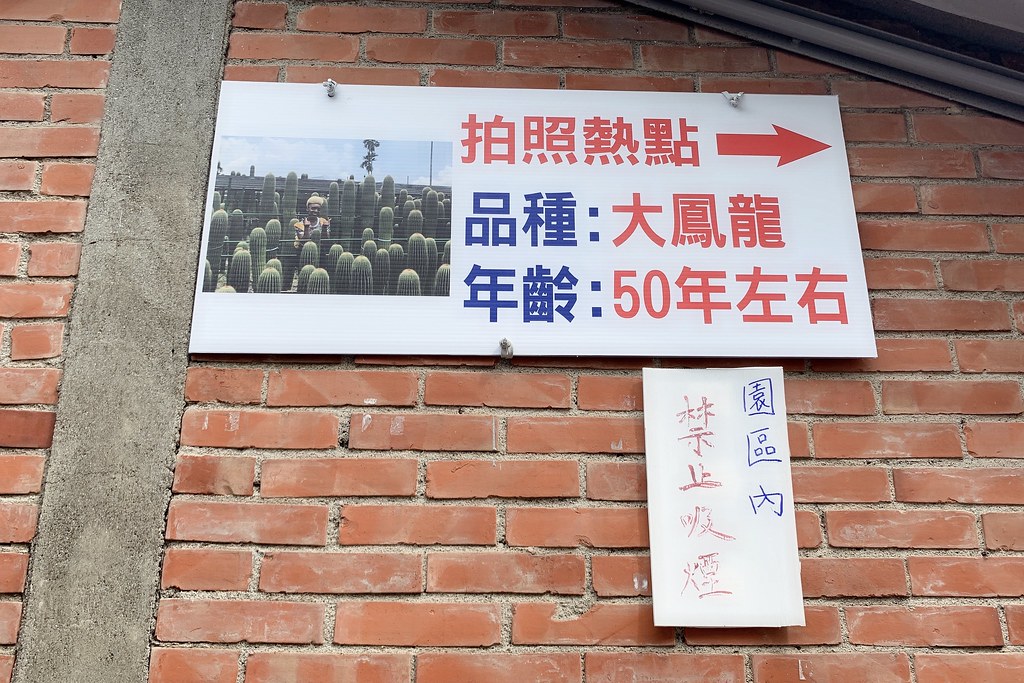 拍照熱點
品種:大鳳龍
年齡:50年左右
園區內
禁止吸煙